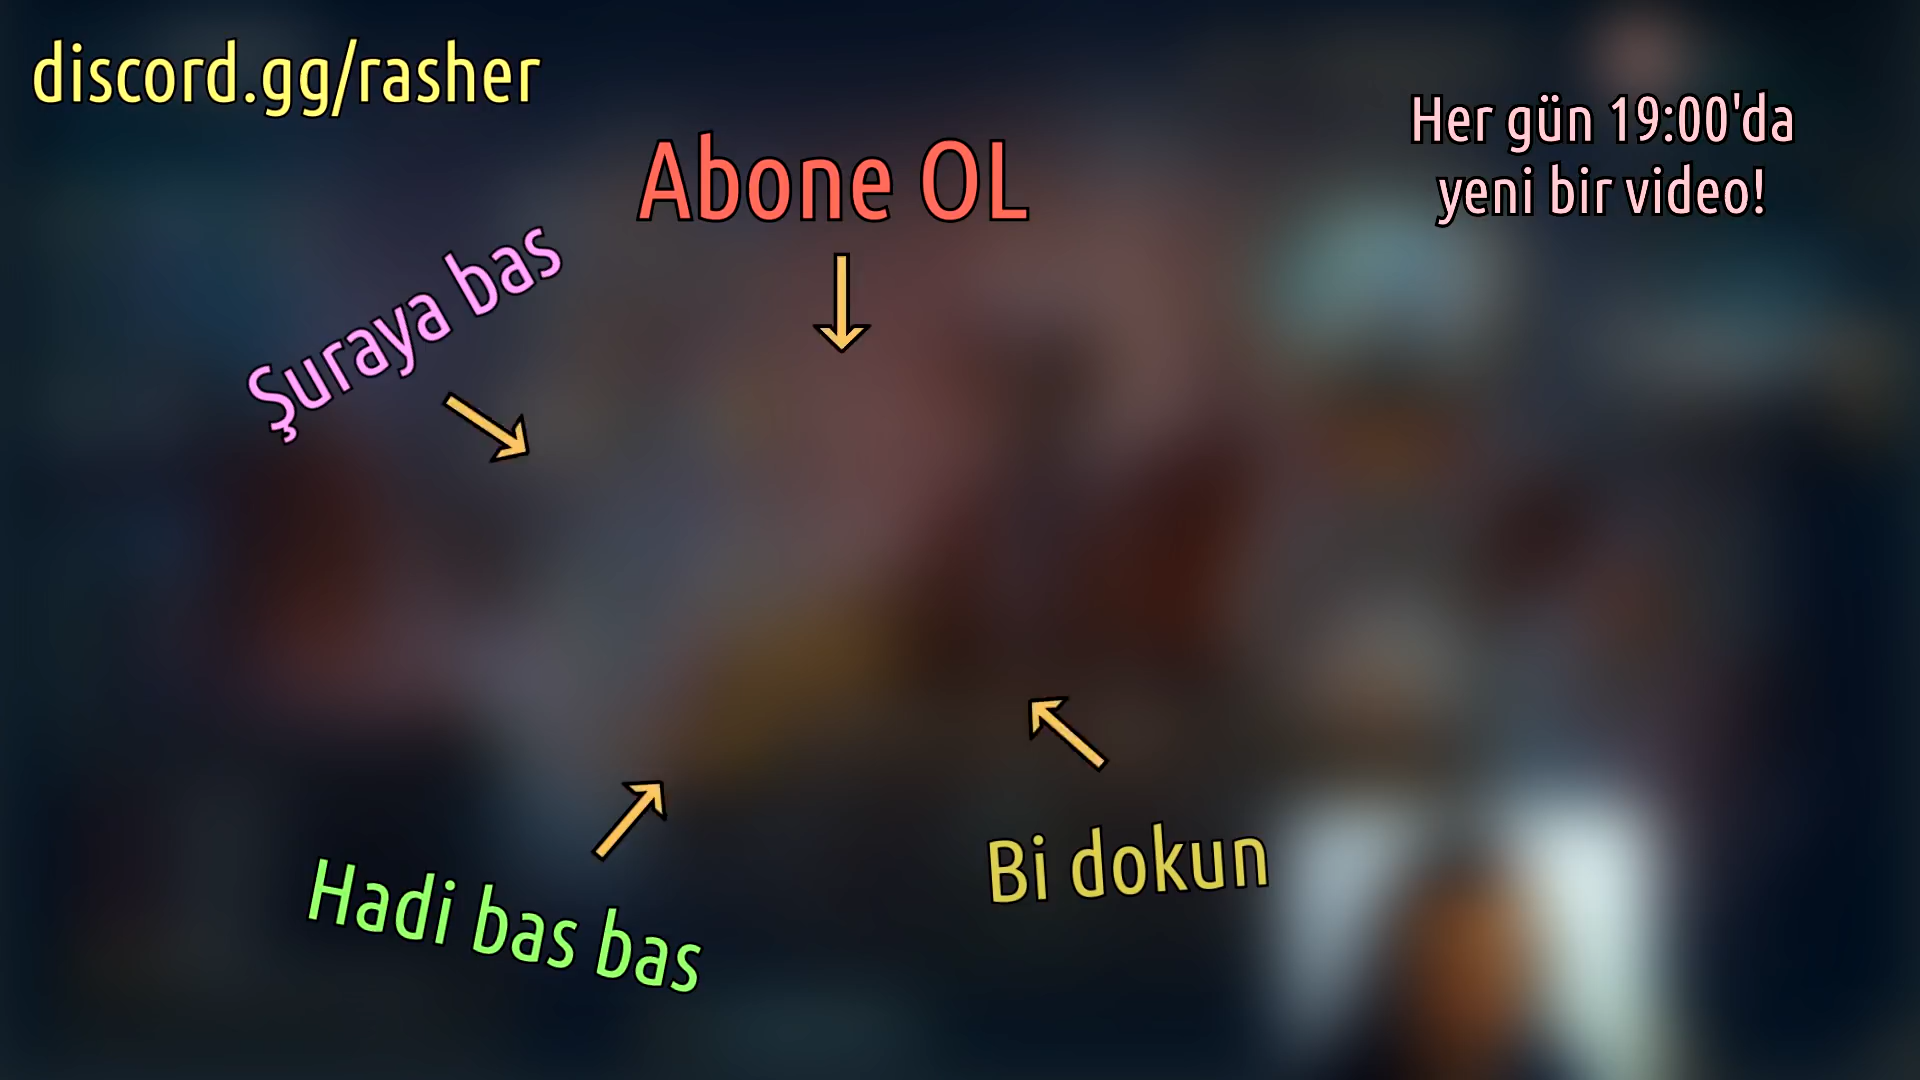 discord.gg/rasher
Her gün 19:00'da
yeni bir video!
Abone OL
Şuraya bas
Bi dokun
Hadi bas bas